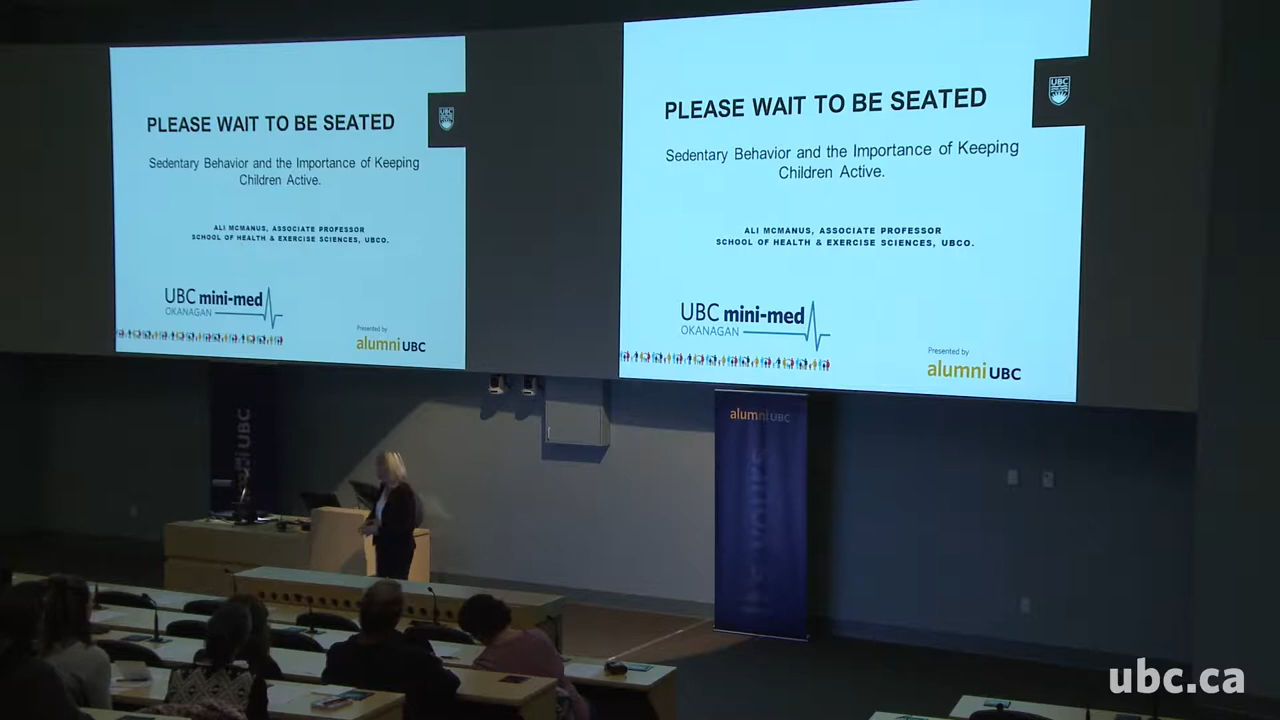 PLEASE WAIT TO BE SEATED
Sedentary Behavior and the Importance of Keeping
Children Active.
ALI MCMANUS, ASSOCIATE PROFESSOR
SCHOOL OF HEALTH & EXERCISE SCIENCES, UBCO.
UBC mini-med
OKANAGAN
Presented by
alumni UBC
UBC
PLEASE WAIT TO BE SEATED
Sedentary Behavior and the Importance of Keeping
Children Active.
ALI MCMANUS, ASSOCIATE PROFESSOR
SCHOOL OF HEALTH & EXERCISE SCIENCES, UBCO.
UBC mini-med
OKANAGAN
Presented by
alumni UBC
UBC
alumni UBC
UBC
ubc.ca